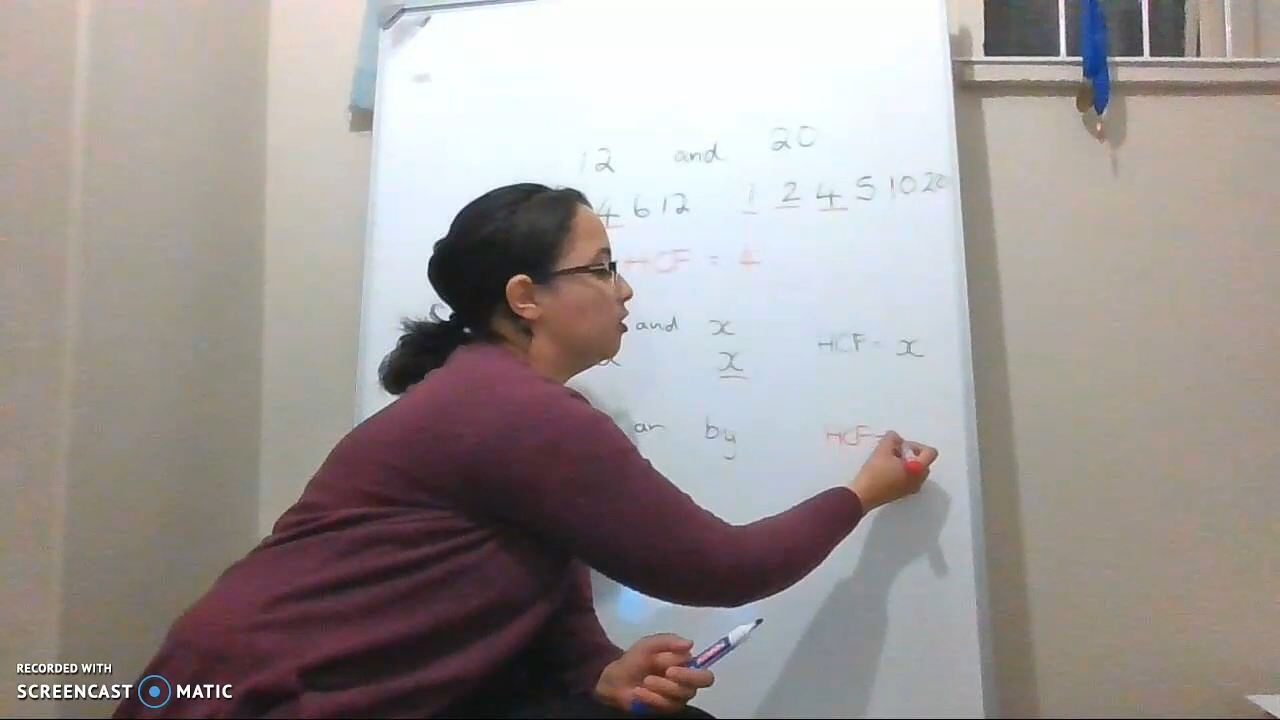 12 and 20
4 6 12 1 2 4 5 10 20
HCF = 4
and x HCF = x
x
by HCF =
RECORDED WITH
SCREENCAST MATIC